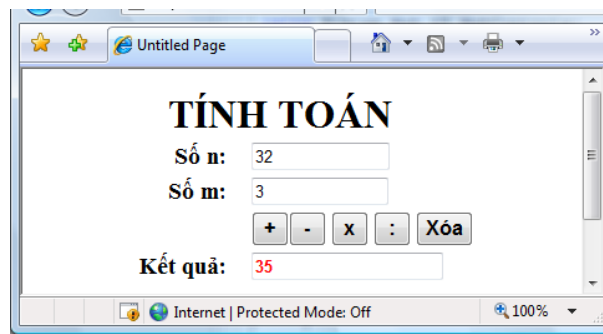 Untitled Page
TÍNH TOÁN
Số n: 32
Số m: 3
+ - x : Xóa
Kết quả: 35
Internet | Protected Mode: Off 100%